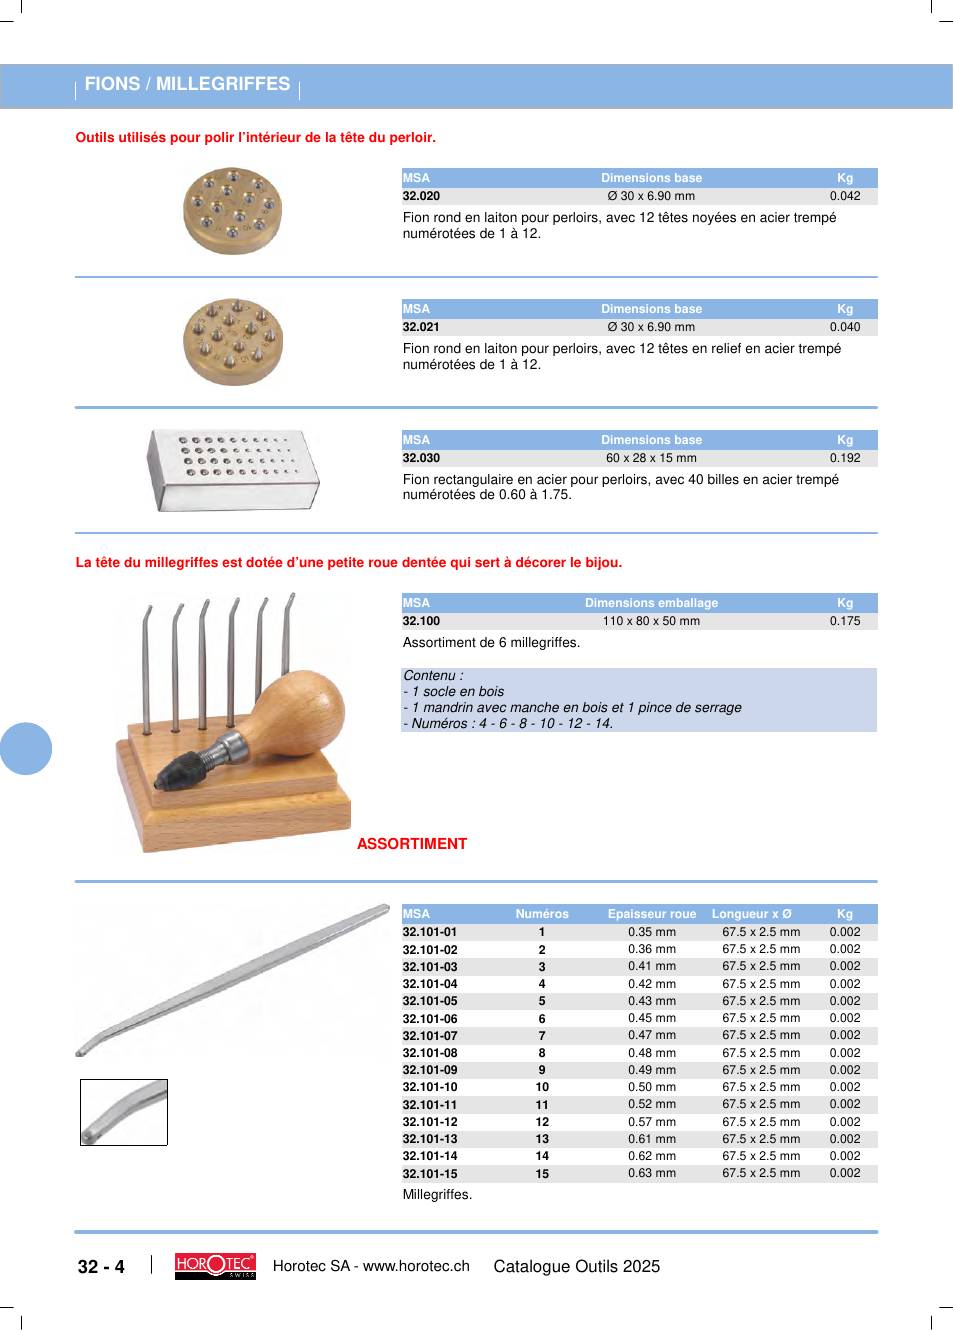 FIONS / MILLEGRIFFES
Outils utilisés pour polir l'intérieur de la tête du perloir.
MSA Dimensions base Kg
32.020 Ø 30 x 6.90 mm 0.042
Fion rond en laiton pour perloirs, avec 12 têtes noyées en acier trempé
numérotées de 1 à 12.
MSA Dimensions base Kg
32.021 Ø 30 x 6.90 mm 0.040
Fion rond en laiton pour perloirs, avec 12 têtes en relief en acier trempé
numérotées de 1 à 12.
MSA Dimensions base Kg
32.030 60 x 28 x 15 mm 0.192
Fion rectangulaire en acier pour perloirs, avec 40 billes en acier trempé
numérotées de 0.60 à 1.75.
La tête du millegriffes est dotée d'une petite roue dentée qui sert à décorer le bijou.
MSA Dimensions emballage Kg
32.100 110 x 80 x 50 mm 0.175
Assortiment de 6 millegriffes.
Contenu :
- 1 socle en bois
- 1 mandrin avec manche en bois et 1 pince de serrage
- Numéros : 4 - 6 - 8 - 10 - 12 - 14.
ASSORTIMENT
MSA Numéros Epaisseur roue Longueur x Ø Kg
32.101-01 1 0.35 mm 67.5 x 2.5 mm 0.002
32.101-02 2 0.36 mm 67.5 x 2.5 mm 0.002
32.101-03 3 0.41 mm 67.5 x 2.5 mm 0.002
32.101-04 4 0.42 mm 67.5 x 2.5 mm 0.002
32.101-05 5 0.43 mm 67.5 x 2.5 mm 0.002
32.101-06 6 0.45 mm 67.5 x 2.5 mm 0.002
32.101-07 7 0.47 mm 67.5 x 2.5 mm 0.002
32.101-08 8 0.48 mm 67.5 x 2.5 mm 0.002
32.101-09 9 0.49 mm 67.5 x 2.5 mm 0.002
32.101-10 10 0.50 mm 67.5 x 2.5 mm 0.002
32.101-11 11 0.52 mm 67.5 x 2.5 mm 0.002
32.101-12 12 0.57 mm 67.5 x 2.5 mm 0.002
32.101-13 13 0.61 mm 67.5 x 2.5 mm 0.002
32.101-14 14 0.62 mm 67.5 x 2.5 mm 0.002
32.101-15 15 0.63 mm 67.5 x 2.5 mm 0.002
Millegriffes.
32 - 4 HOROTEC® SWISS Horotec SA - www.horotec.ch Catalogue Outils 2025